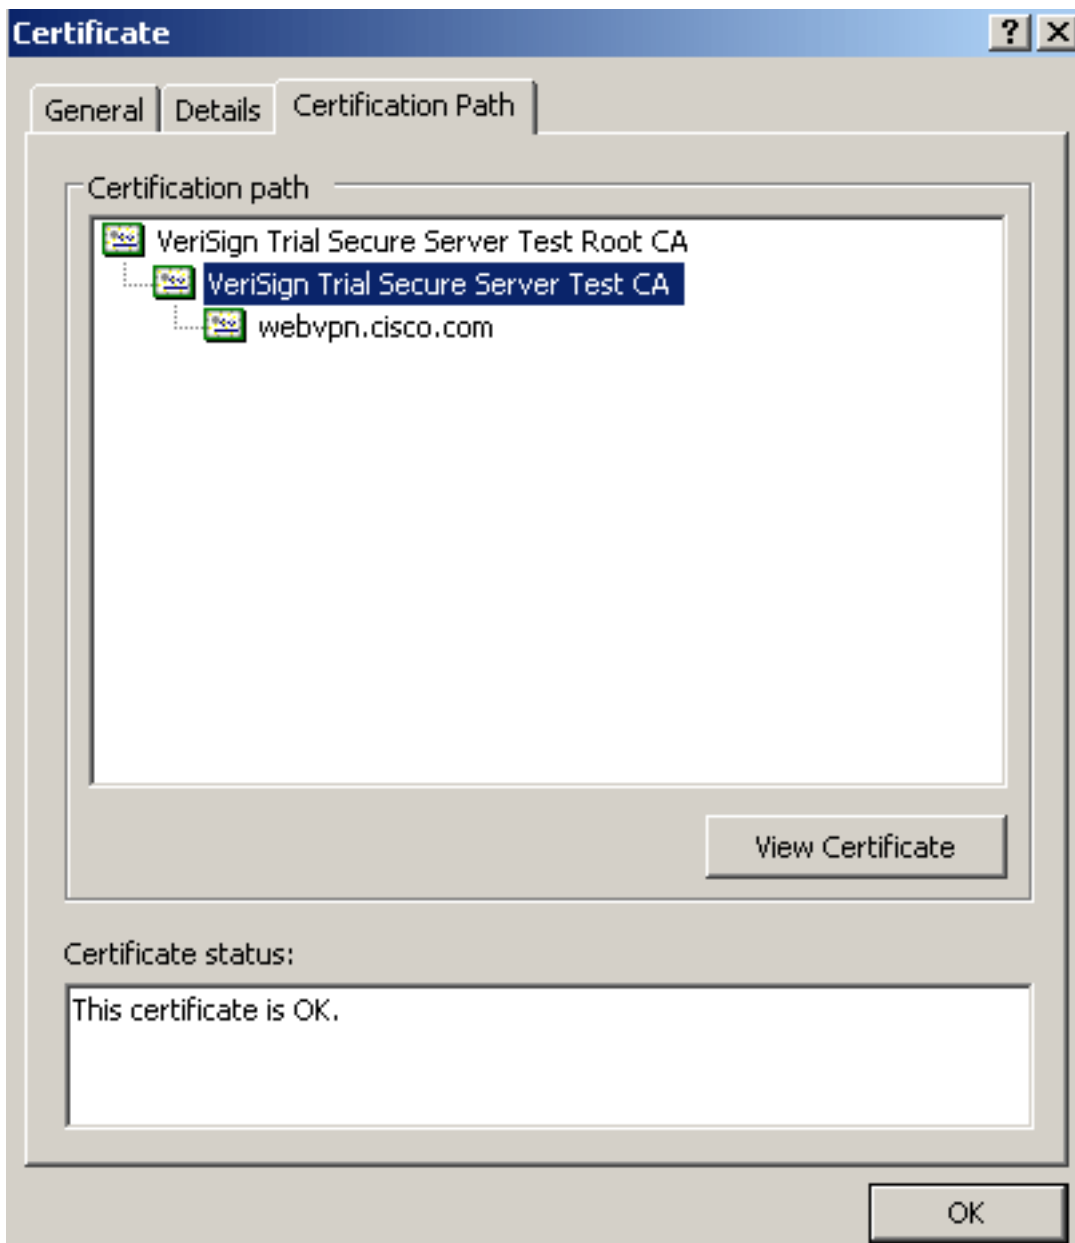 Certificate
General Details Certification Path
Certification path
VeriSign Trial Secure Server Test Root CA
VeriSign Trial Secure Server Test CA
webvpn.cisco.com
View Certificate
Certificate status:
This certificate is OK.
OK